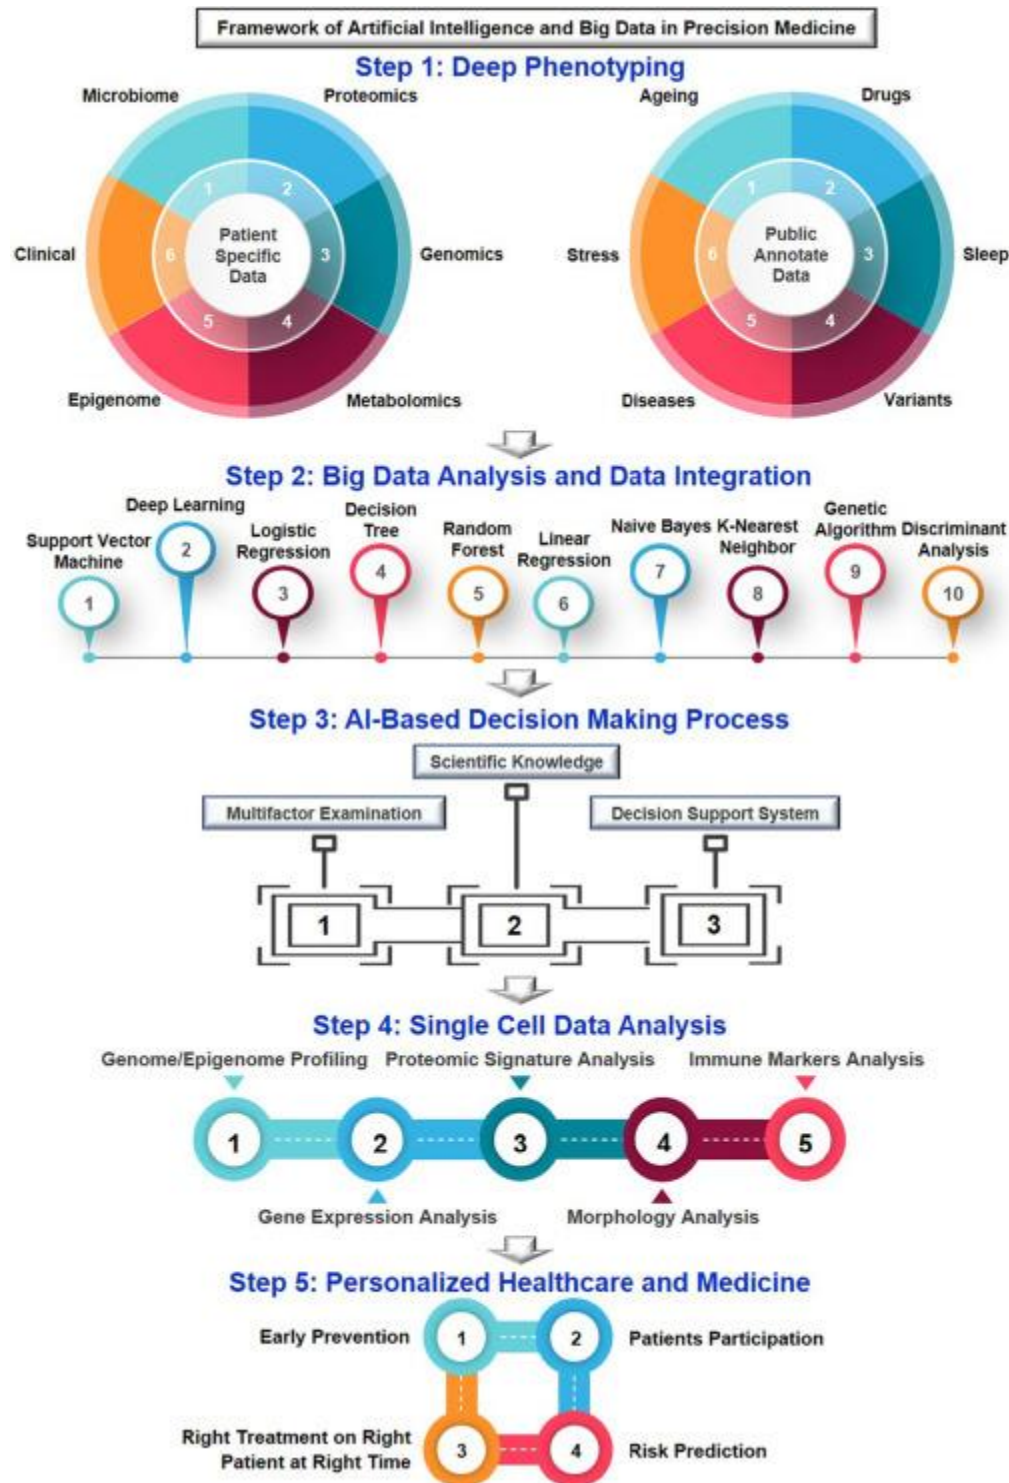 Framework of Artificial Intelligence and Big Data in Precision Medicine
Step 1: Deep Phenotyping
Microbiome
Proteomics
1
2
Clinical
6
Patient
Specific
Data
3
Genomics
5
4
Epigenome
Metabolomics
Ageing
Drugs
1
2
Stress
6
Public
Annotate
Data
3
Sleep
5
4
Diseases
Variants
Step 2: Big Data Analysis and Data Integration
Support Vector
Machine
1
Deep Learning
2
Logistic
Regression
3
Decision
Tree
4
Random
Forest
5
Linear
Regression
6
Naive Bayes
7
K-Nearest
Neighbor
8
Genetic
Algorithm
9
Discriminant
Analysis
10
Step 3: AI-Based Decision Making Process
Scientific Knowledge
Multifactor Examination
Decision Support System
1
2
3
Step 4: Single Cell Data Analysis
Genome/Epigenome Profiling
Proteomic Signature Analysis
Immune Markers Analysis
1
2
3
4
5
Gene Expression Analysis
Morphology Analysis
Step 5: Personalized Healthcare and Medicine
Early Prevention
1
2
Patients Participation
Right Treatment on Right
Patient at Right Time
3
4
Risk Prediction